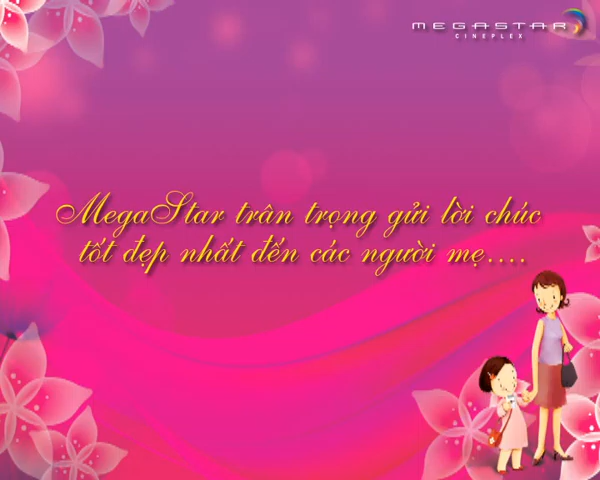 MEGASTAR
CINEPLEX
MegaStar trân trọng gửi lời chúc
tốt đẹp nhất đến các người mẹ....